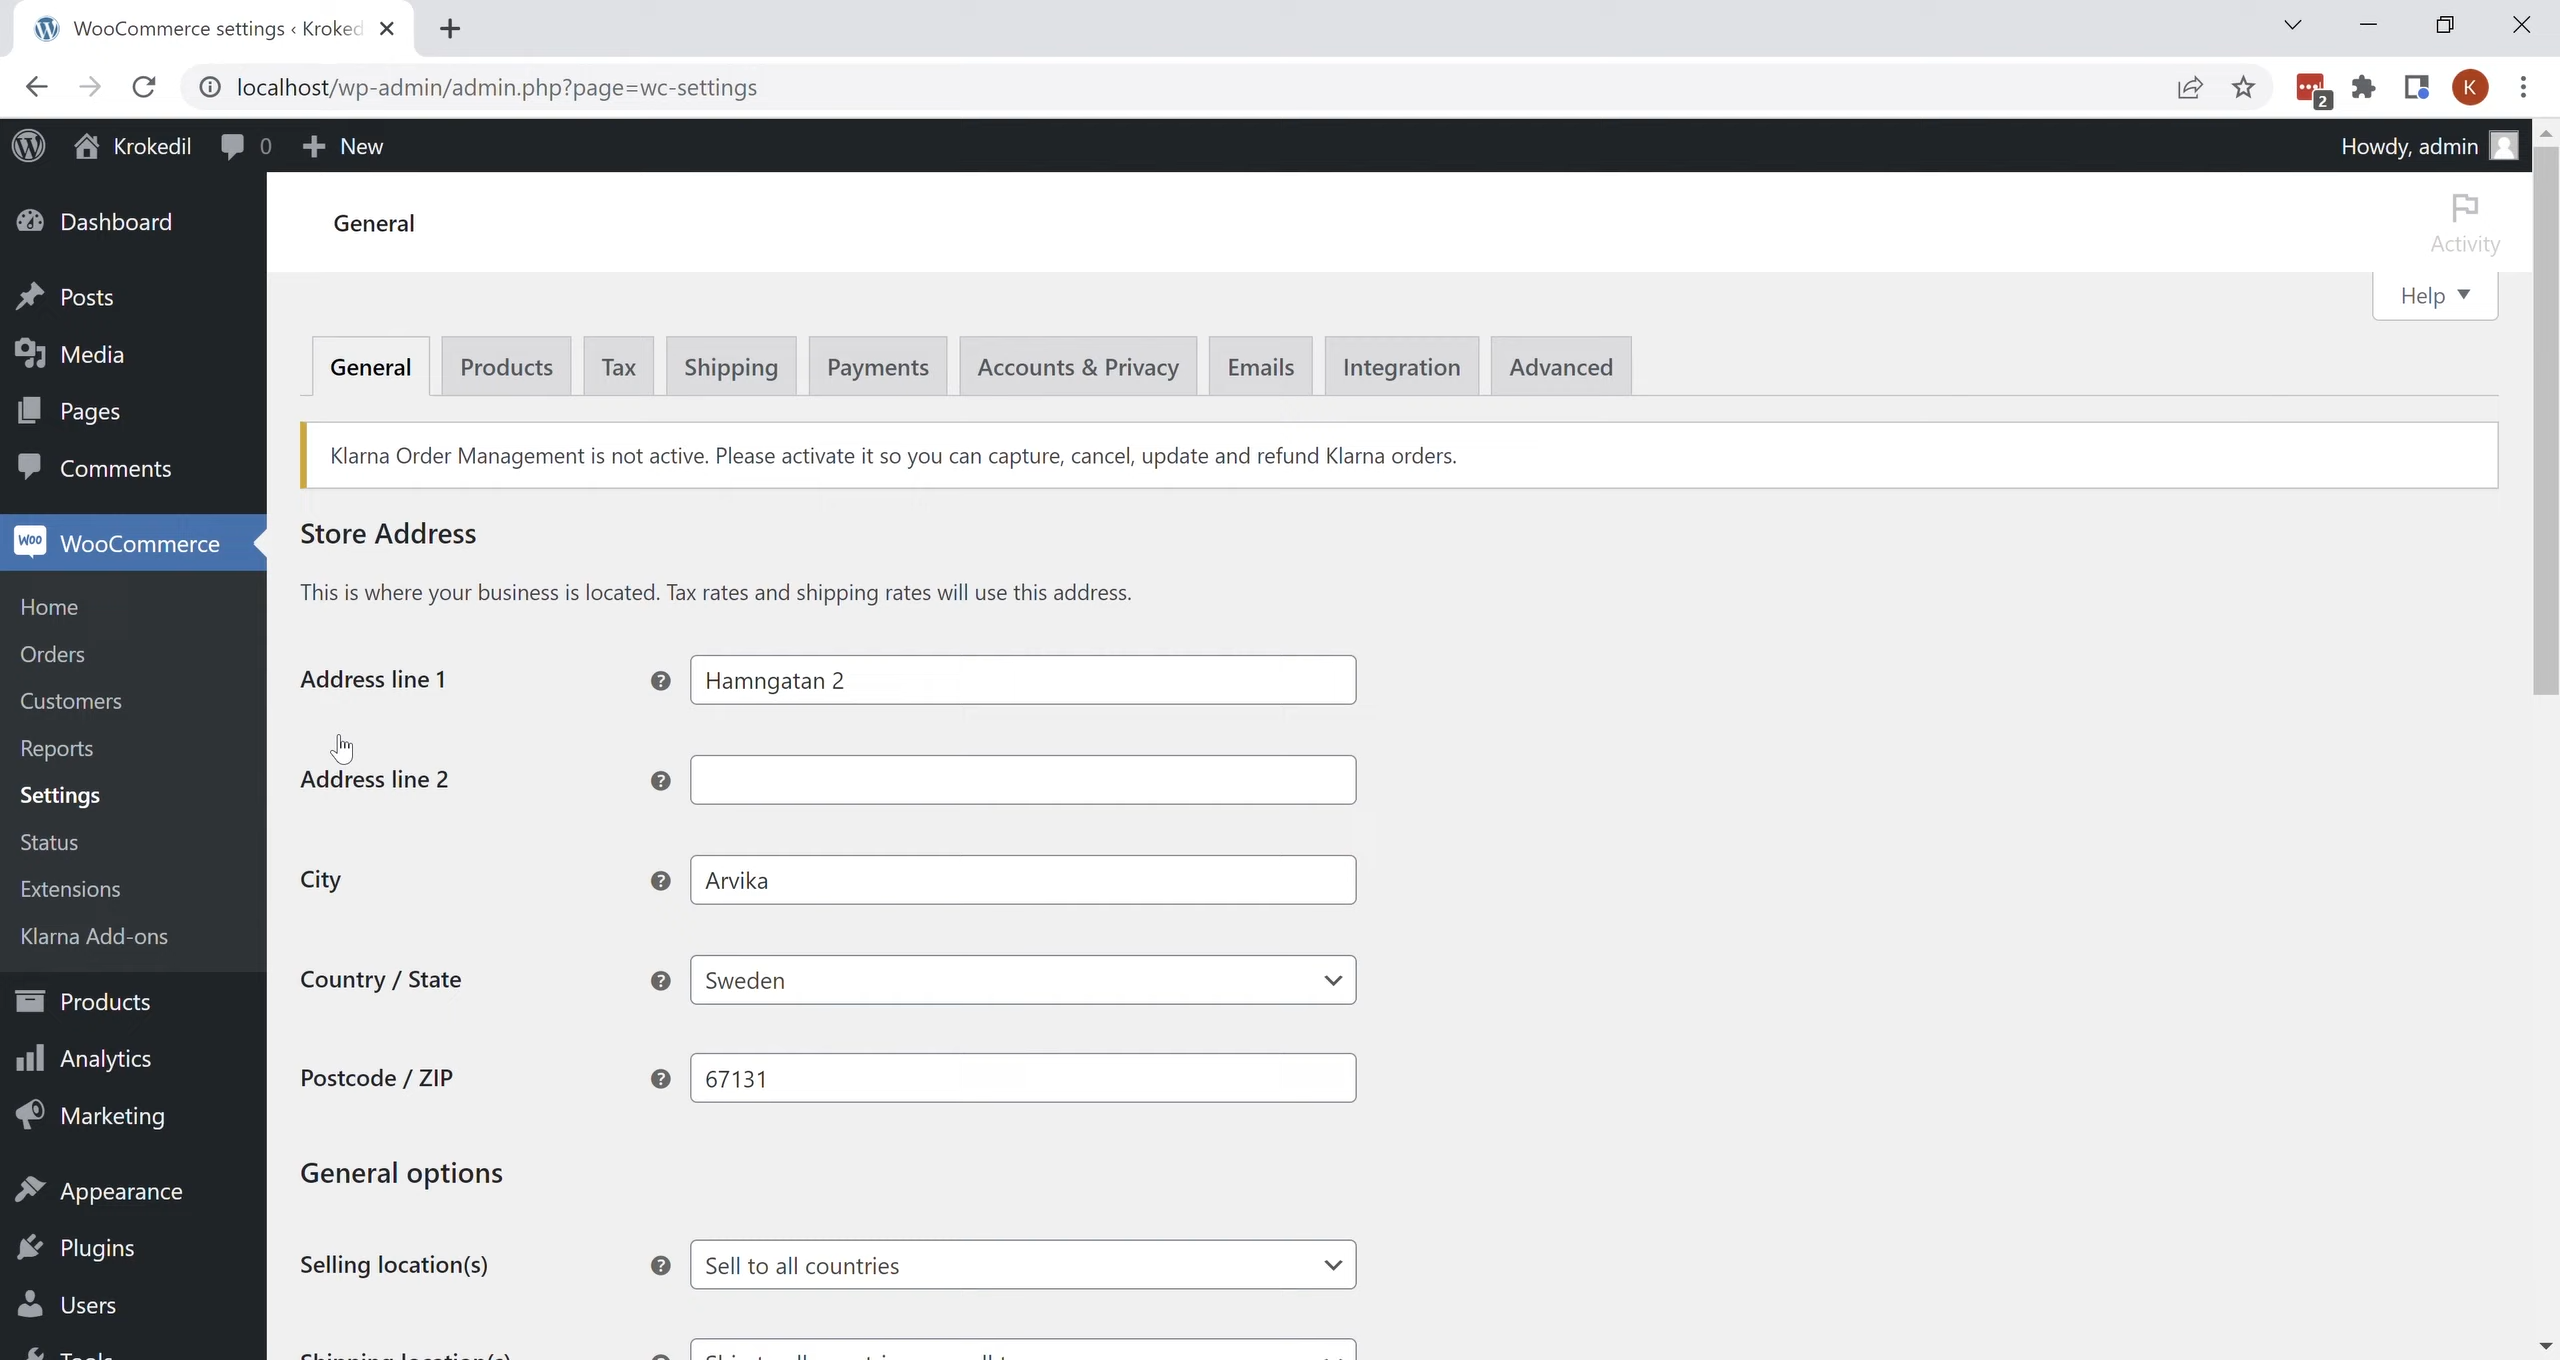 WooCommerce settings ‹ Kroked
localhost/wp-admin/admin.php?page=wc-settings
2
K
Krokedil
0
New
Howdy, admin
Dashboard
Posts
Media
Pages
Comments
WOO WooCommerce
Home
Orders
Customers
Reports
Settings
Status
Extensions
Klarna Add-ons
Products
Analytics
Marketing
Appearance
Plugins
Users
General
Activity
Help
General Products Tax Shipping Payments Accounts & Privacy Emails Integration Advanced
Klarna Order Management is not active. Please activate it so you can capture, cancel, update and refund Klarna orders.
Store Address
This is where your business is located. Tax rates and shipping rates will use this address.
Address line 1 ? Hamngatan 2
Address line 2 ?
City ? Arvika
Country / State ? Sweden
Postcode / ZIP ? 67131
General options
Selling location(s) ? Sell to all countries